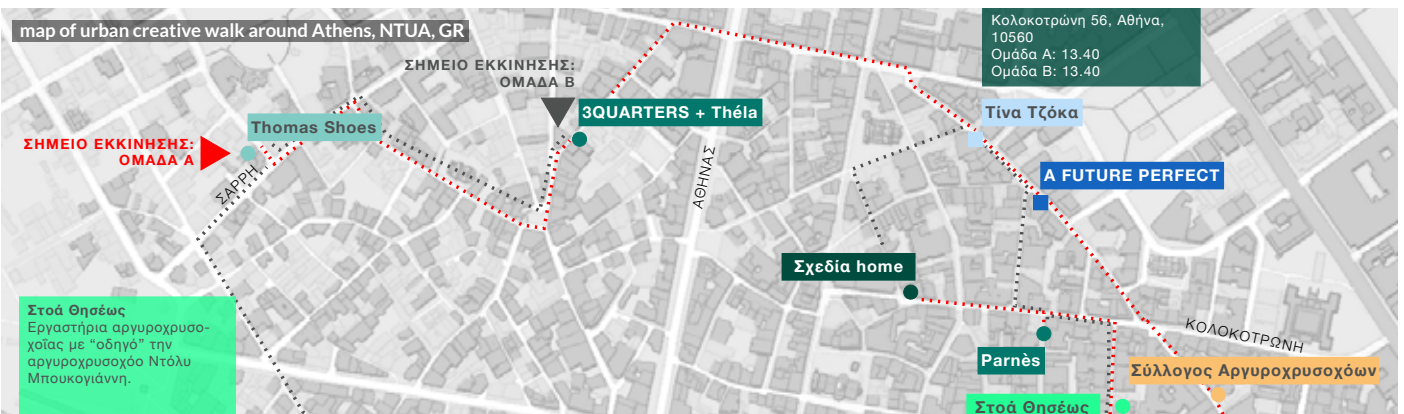 map of urban creative walk around Athens, NTUA, GR
Κολοκοτρώνη 56, Αθήνα,
10560
Ομάδα Α: 13.40
Ομάδα Β: 13.40
ΣΗΜΕΙΟ ΕΚΚΙΝΗΣΗΣ:
ΟΜΑΔΑ Β
3QUARTERS + Théla
Τίνα Τζόκα
Thomas Shoes
ΣΗΜΕΙΟ ΕΚΚΙΝΗΣΗΣ:
ΟΜΑΔΑ Α
ΣΑΡΡΗ
ΑΘΗΝΑΣ
A FUTURE PERFECT
Σχεδία home
Στοά Θησέως
Εργαστήρια αργυροχρυσο-
χοΐας με “οδηγό” την
αργυροχρυσοχόο Ντόλυ
Μπουκογιάννη.
ΚΟΛΟΚΟΤΡΩΝΗ
Parnès
Σύλλογος Αργυροχρυσοχόων
Στοά Θησέως